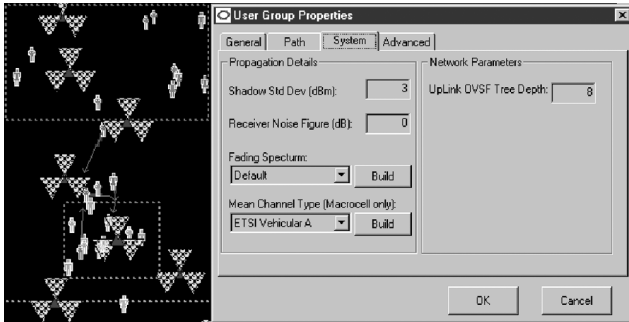 User Group Properties
General Path System Advanced
Propagation Details
Shadow Std Dev (dBm): 3
Receiver Noise Figure (dB): 0
Fading Specturm:
Default Build
Mean Channel Type (Macrocell only):
ETSI Vehicular A Build
Network Parameters
UpLink OVSF Tree Depth: 8
OK Cancel